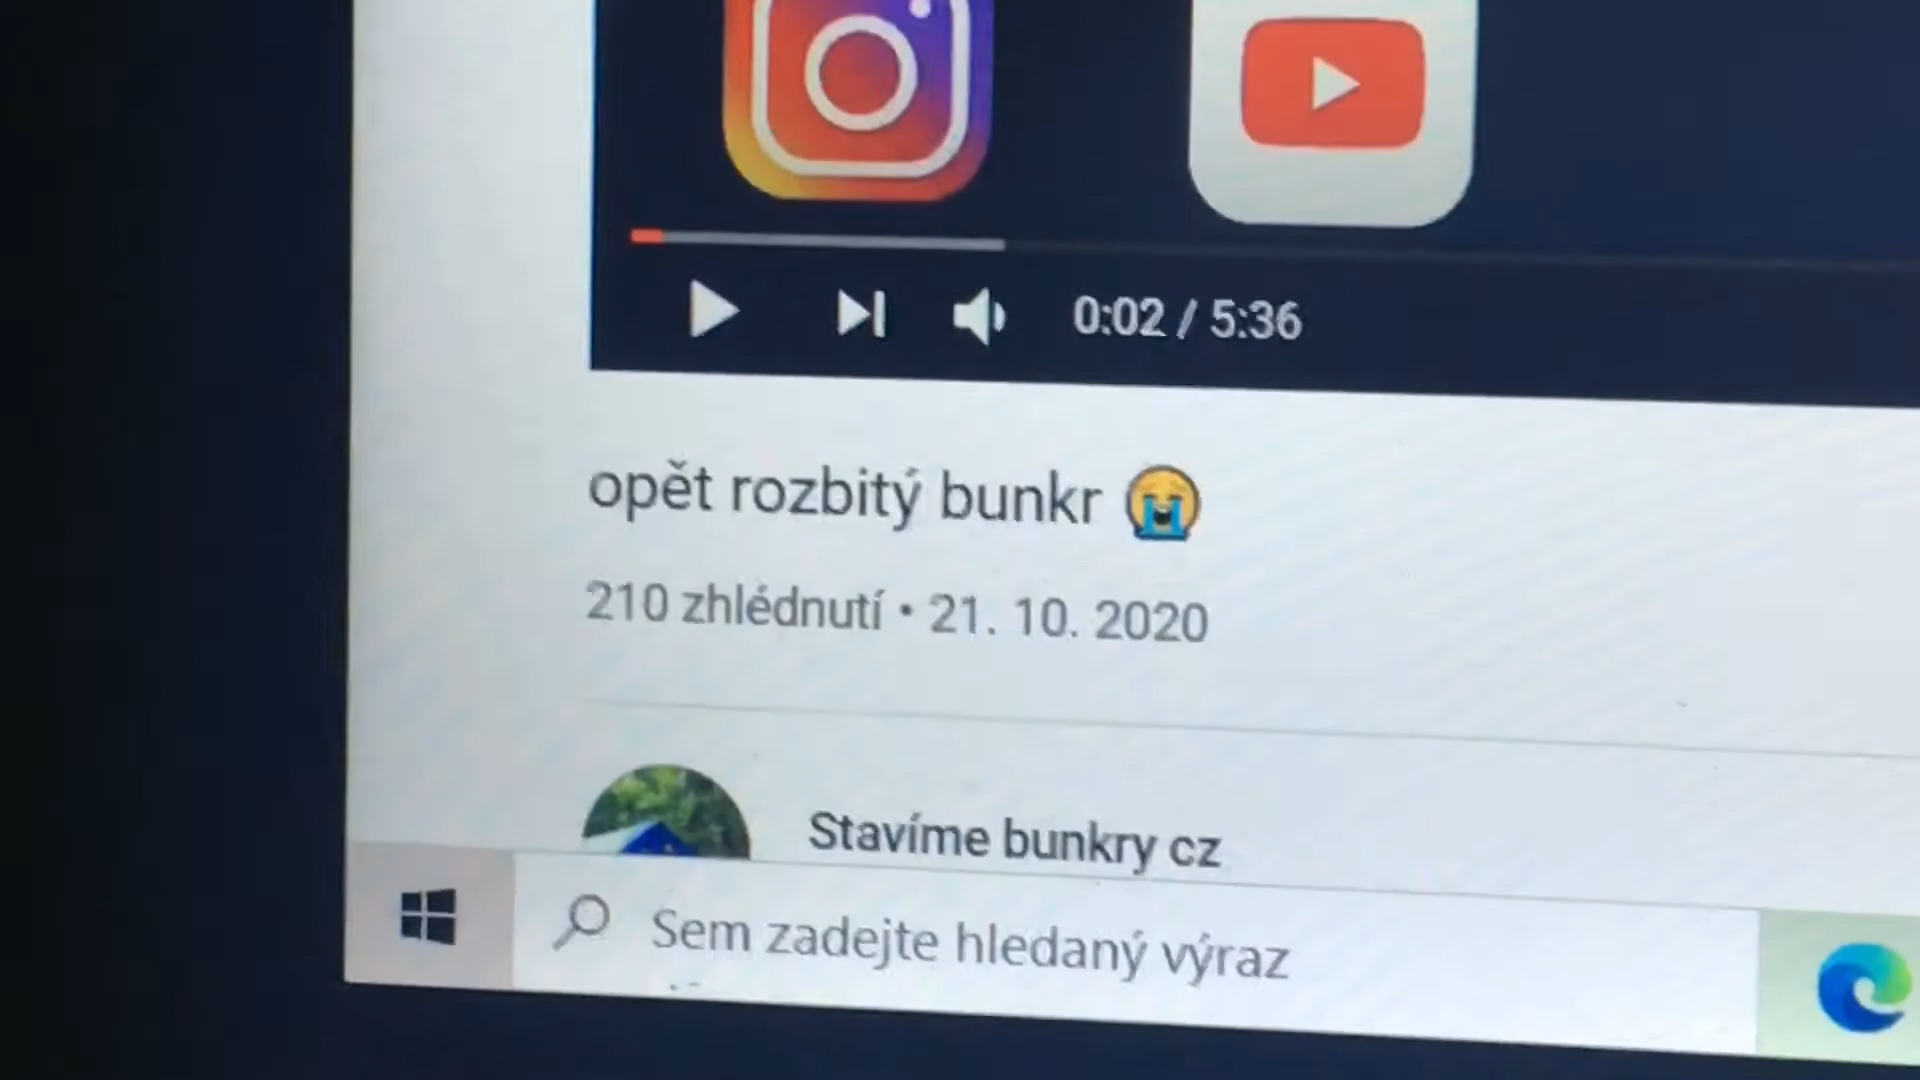 0:02 / 5:36
opět rozbitý bunkr 😭
210 zhlédnutí • 21. 10. 2020
Stavíme bunkry cz
Sem zadejte hledaný výraz